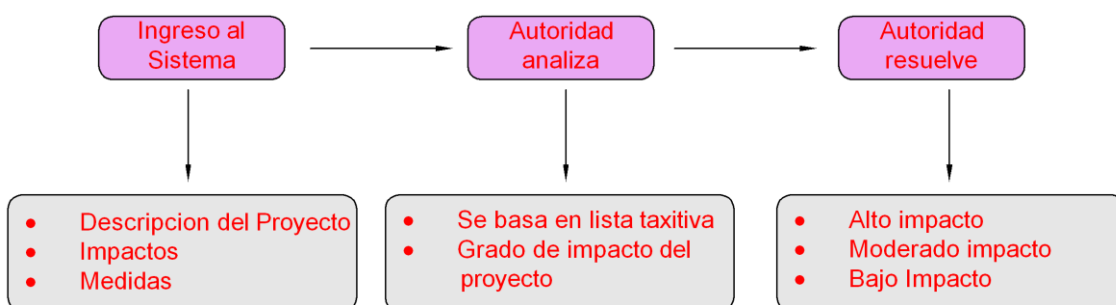 Ingreso al
Sistema
Autoridad
analiza
Autoridad
resuelve
• Descripcion del Proyecto
• Impactos
• Medidas
• Se basa en lista taxitiva
• Grado de impacto del
proyecto
• Alto impacto
• Moderado impacto
• Bajo Impacto